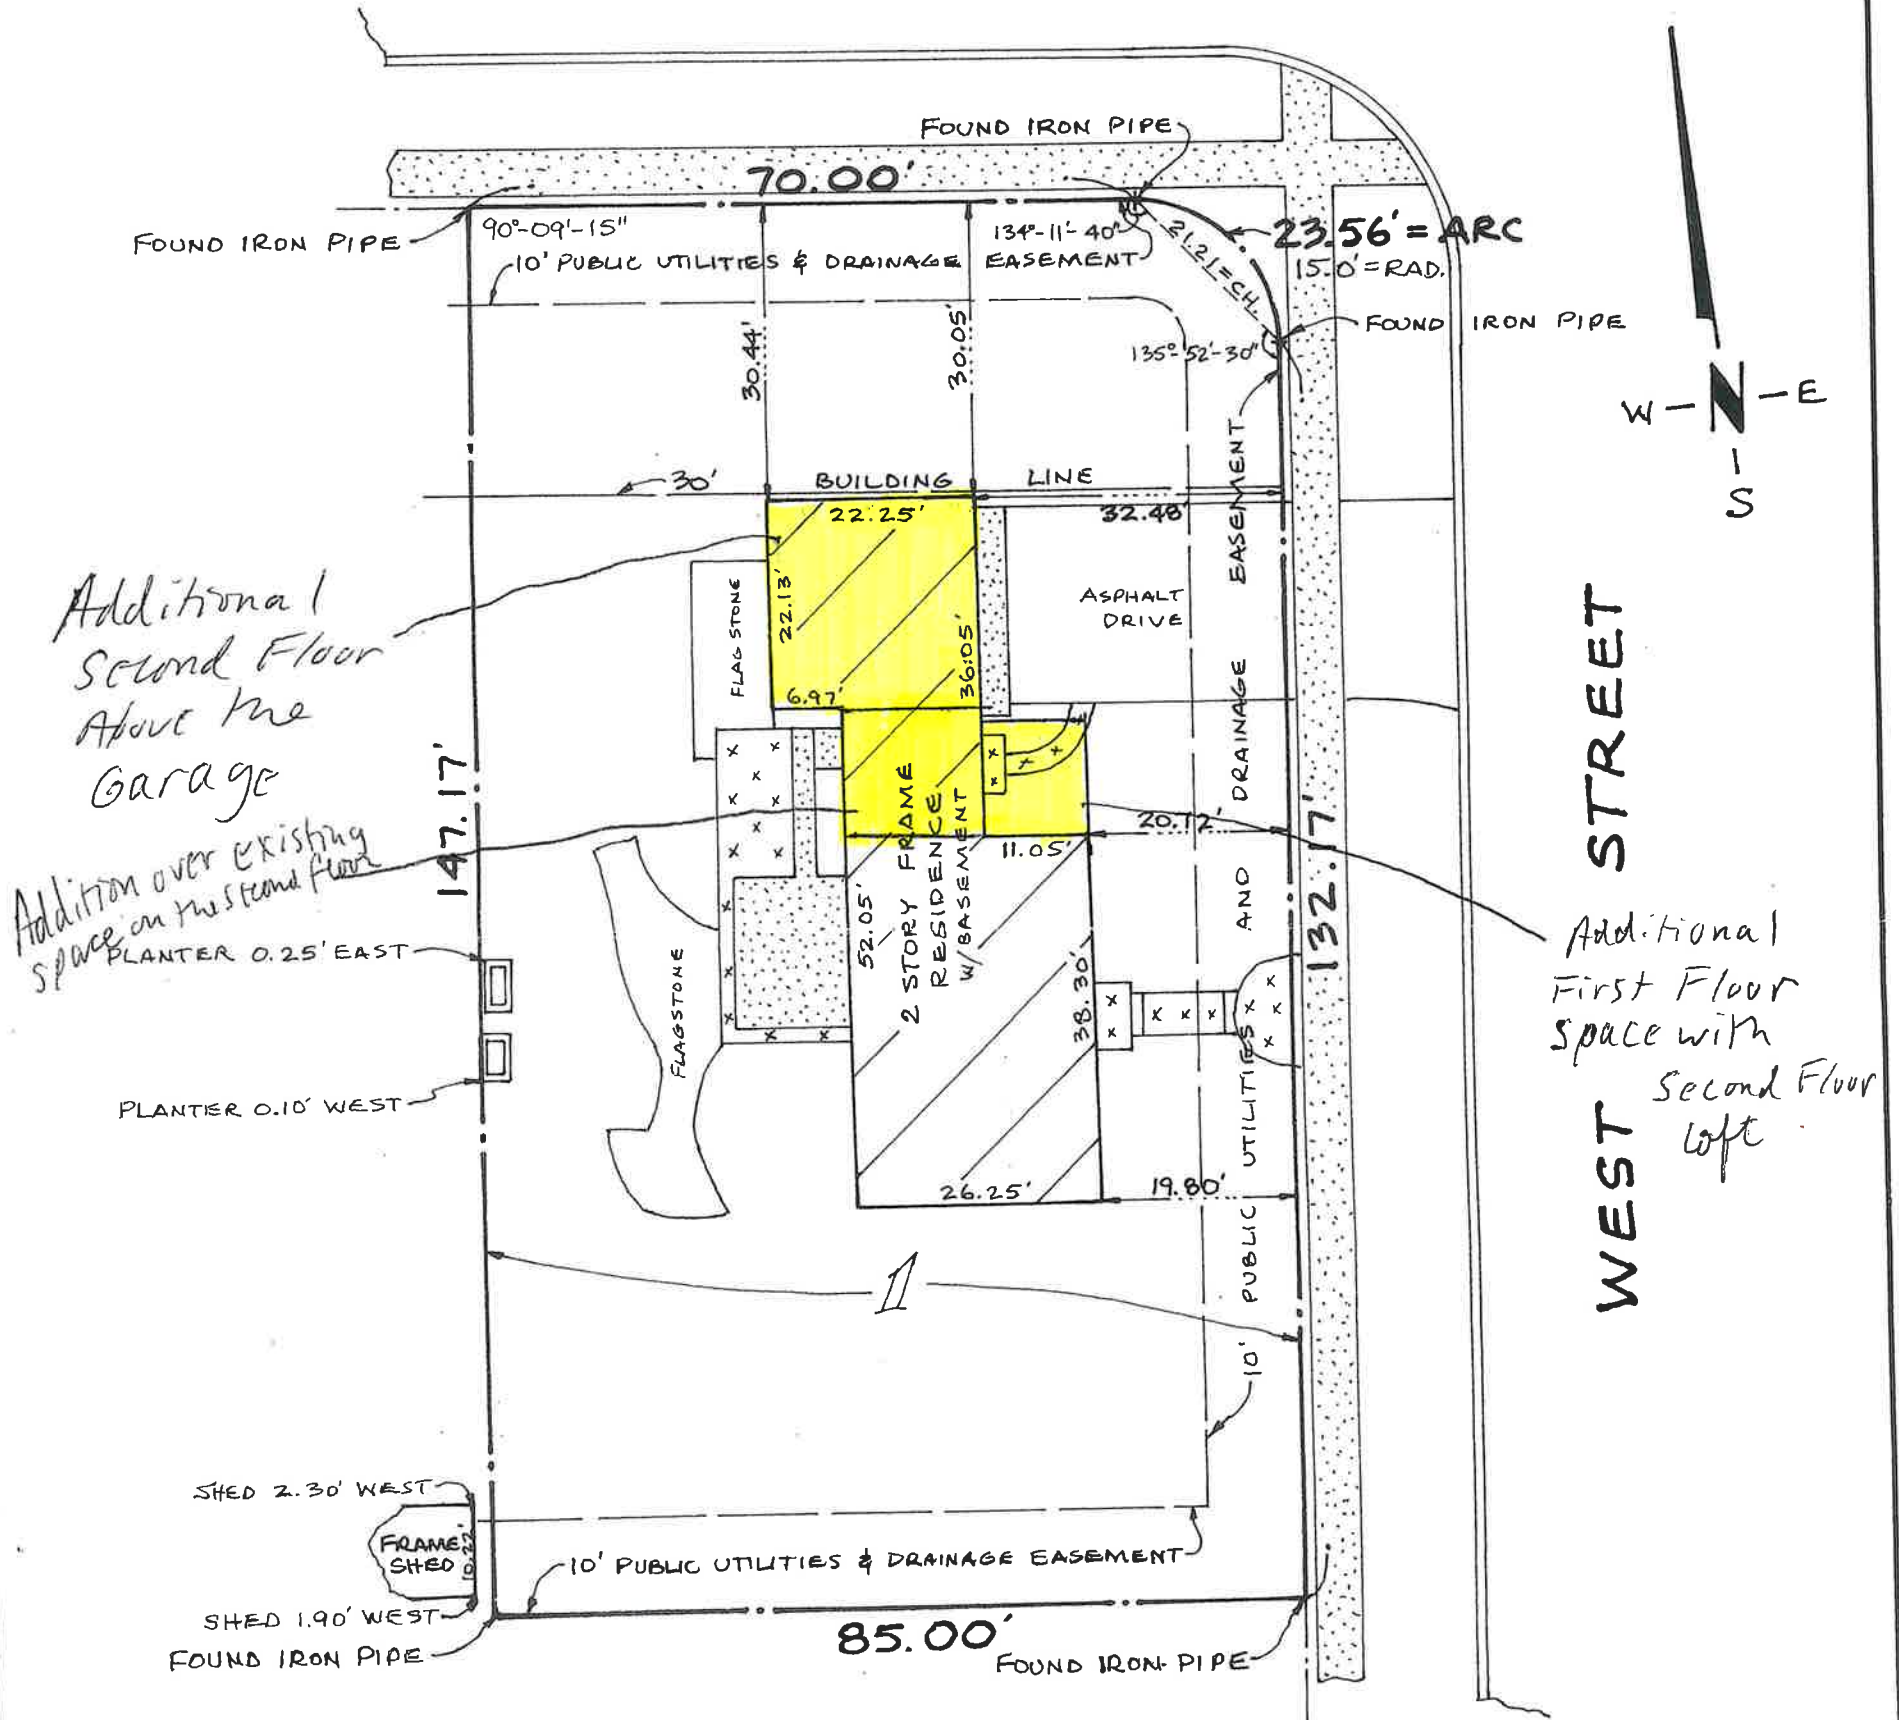 FOUND IRON PIPE
70.00'
FOUND IRON PIPE
90°-09'-15"
134°-11'-40"
23.56' = ARC
15.0' = RAD.
10' PUBLIC UTILITIES & DRAINAGE EASEMENT
21.21 = CH.
FOUND IRON PIPE
135°-52'-30"
30.44'
30.05'
W
N
E
S
30'
BUILDING LINE
22.25'
32.48'
Additional
Second Floor
Above the
Garage
FLAGSTONE
22.13'
36.05'
ASPHALT
DRIVE
6.97'
147.17'
Addition over existing
space on the second floor
2 STORY FRAME
RESIDENCE
W/BASEMENT
20.12'
11.05'
132.17'
WEST STREET
52.05'
38.30'
Additional
First Floor
space with
Second Floor
Loft
PLANTER 0.25' EAST
PLANTER 0.10' WEST
FLAGSTONE
26.25'
19.80'
1
10' PUBLIC UTILITIES AND DRAINAGE EASEMENT
SHED 2.30' WEST
FRAME
SHED
10.22'
SHED 1.90' WEST
10' PUBLIC UTILITIES & DRAINAGE EASEMENT
FOUND IRON PIPE
85.00'
FOUND IRON PIPE